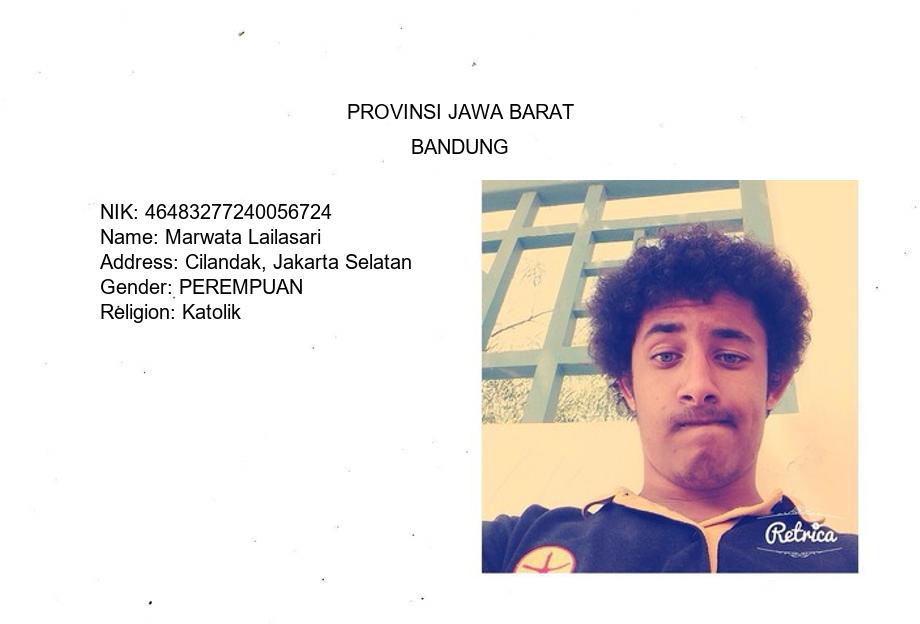 PROVINSI JAWA BARAT
BANDUNG
NIK: 46483277240056724
Name: Marwata Lailasari
Address: Cilandak, Jakarta Selatan
Gender: PEREMPUAN
Religion: Katolik
Retrica